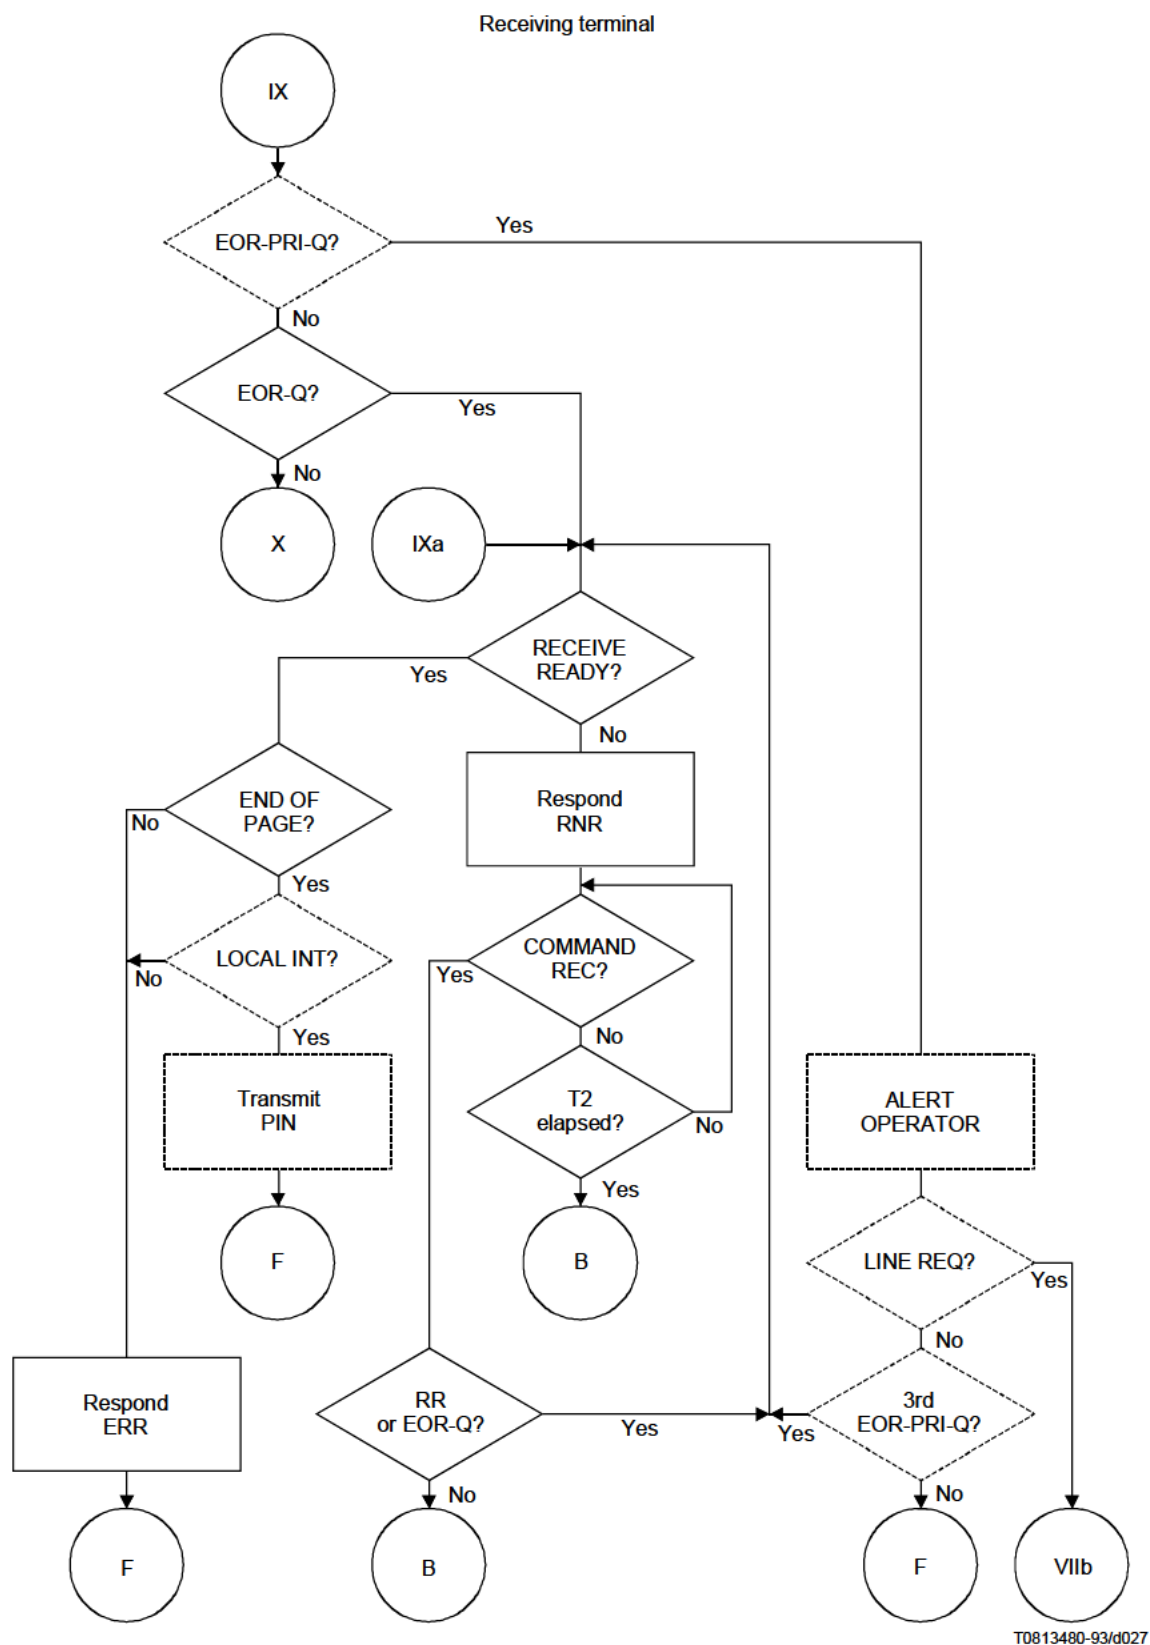 Receiving terminal
IX
EOR-PRI-Q?
Yes
No
EOR-Q?
Yes
No
X
IXa
RECEIVE
READY?
Yes
No
END OF
PAGE?
No
Yes
Respond
RNR
LOCAL INT?
No
Yes
COMMAND
REC?
Yes
No
Transmit
PIN
T2
elapsed?
No
Yes
ALERT
OPERATOR
F
B
LINE REQ?
Yes
No
Respond
ERR
RR
or EOR-Q?
Yes
No
3rd
EOR-PRI-Q?
Yes
No
F
B
F
VIIb
T0813480-93/d027